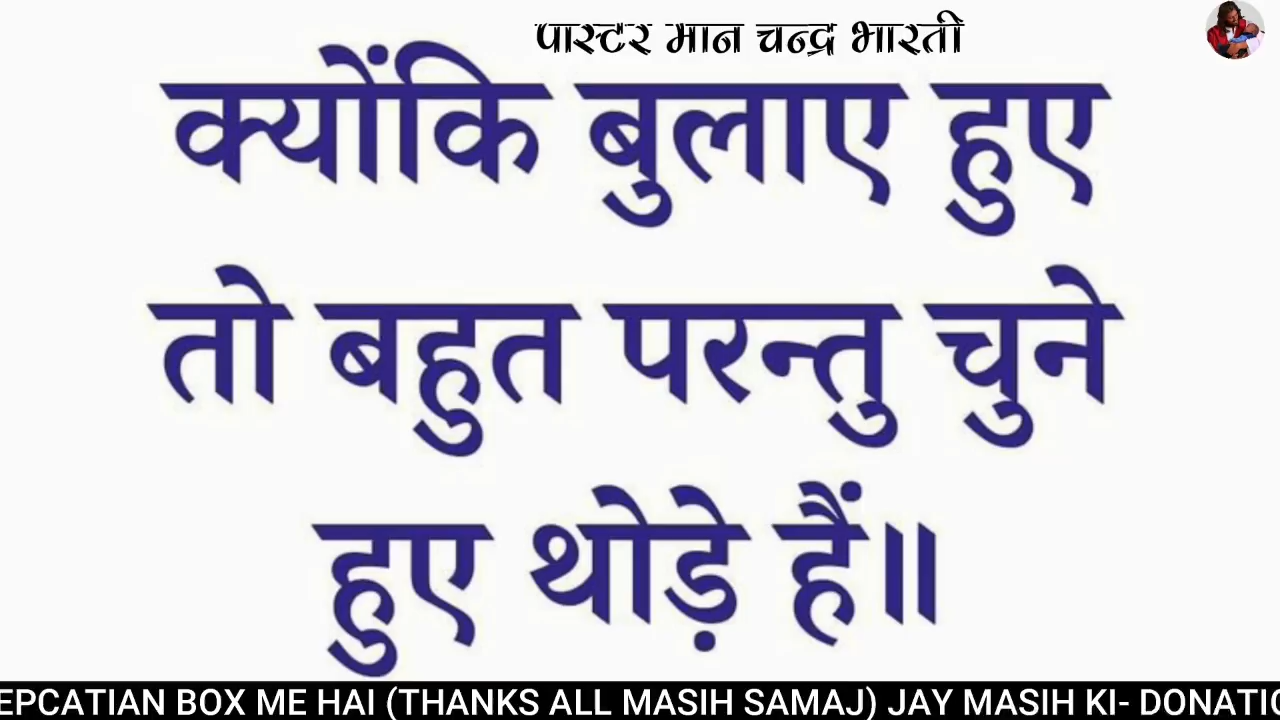 पास्टर मान चन्द्र भारती
क्योंकि बुलाए हुए
तो बहुत परन्तु चुने
हुए थोड़े हैं॥
EPCATIAN BOX ME HAI (THANKS ALL MASIH SAMAJ) JAY MASIH KI- DONATIO